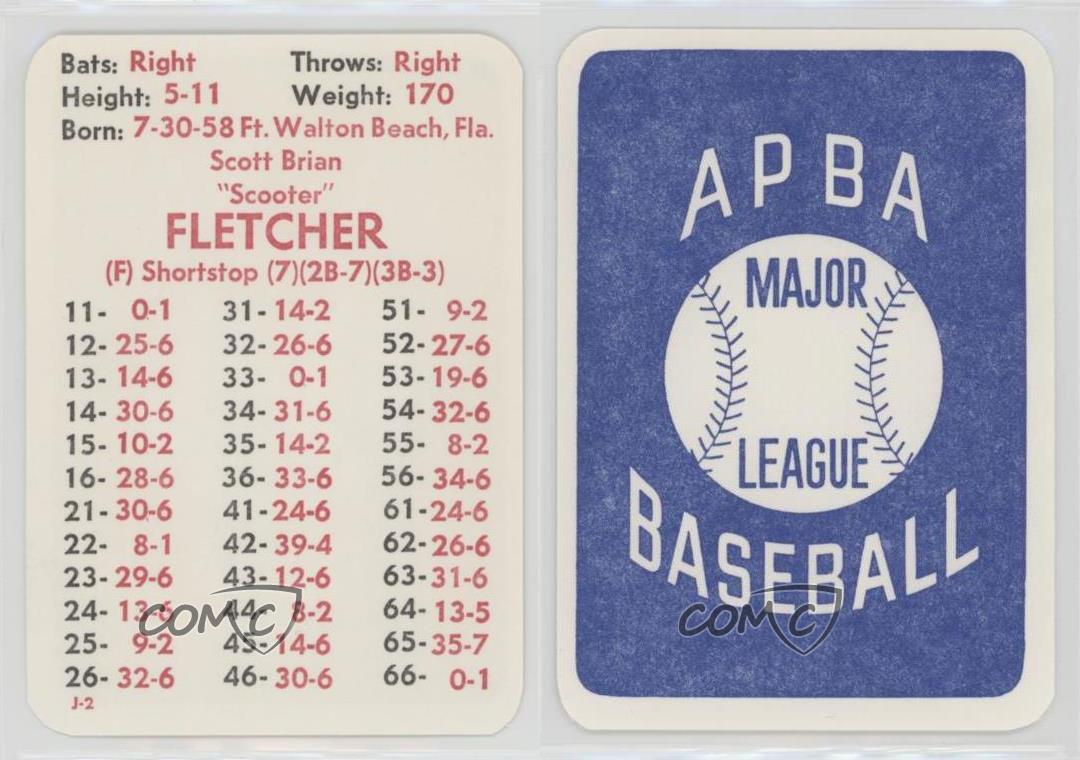 Bats: Right Throws: Right
Height: 5-11 Weight: 170
Born: 7-30-58 Ft. Walton Beach, Fla.
Scott Brian
"Scooter"
FLETCHER
(F) Shortstop (7)(2B-7)(3B-3)
11- 0-1 31- 14-2 51- 9-2
12- 25-6 32- 26-6 52- 27-6
13- 14-6 33- 0-1 53- 19-6
14- 30-6 34- 31-6 54- 32-6
15- 10-2 35- 14-2 55- 8-2
16- 28-6 36- 33-6 56- 34-6
21- 30-6 41- 24-6 61- 24-6
22- 8-1 42- 39-4 62- 26-6
23- 29-6 43- 12-6 63- 31-6
24- 13-6 44- 8-2 64- 13-5
25- 9-2 45- 14-6 65- 35-7
26- 32-6 46- 30-6 66- 0-1
J-2
COMC
APBA
MAJOR
LEAGUE
BASEBALL
COMC